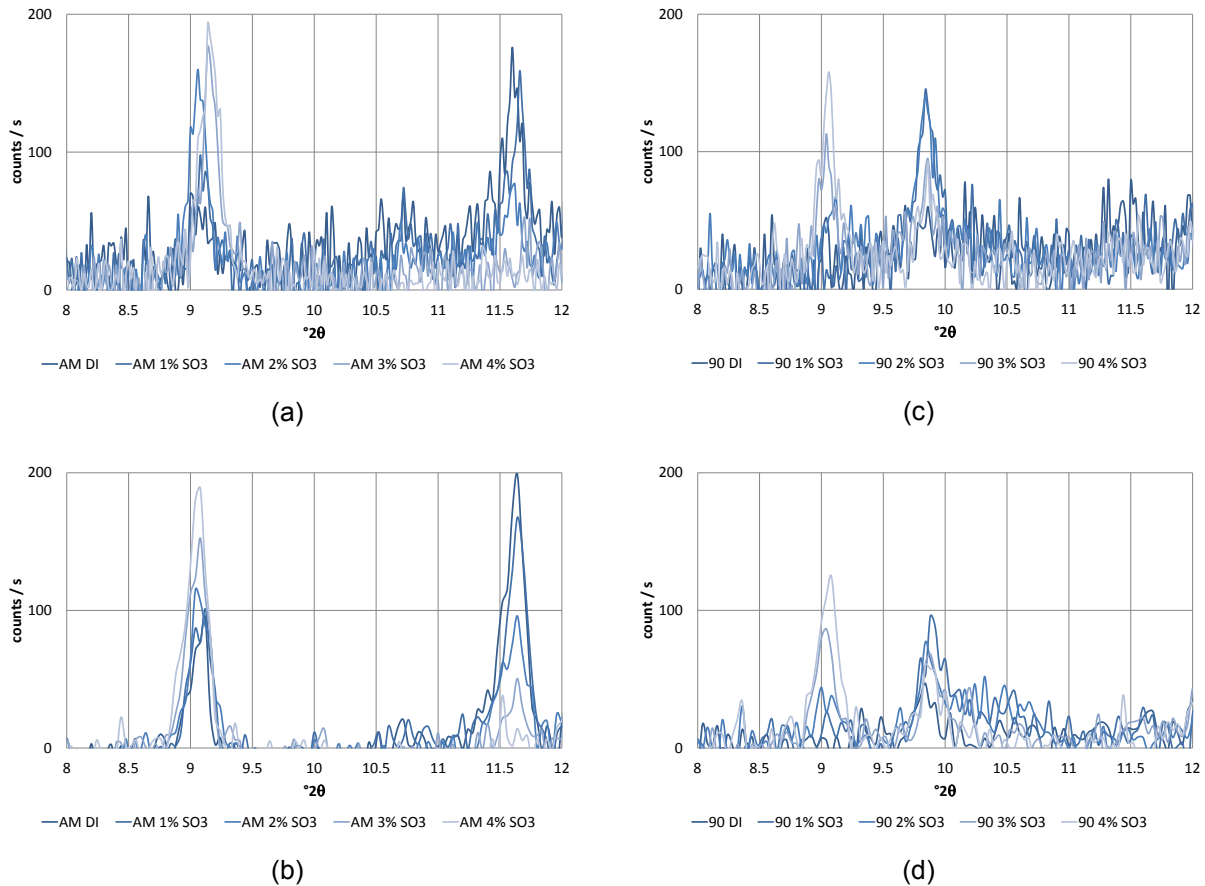 200
100
0
counts / s
8 8.5 9 9.5 10 10.5 11 11.5 12
°2θ
AM DI AM 1% SO3 AM 2% SO3 AM 3% SO3 AM 4% SO3
(a)
200
100
0
counts / s
8 8.5 9 9.5 10 10.5 11 11.5 12
°2θ
90 DI 90 1% SO3 90 2% SO3 90 3% SO3 90 4% SO3
(c)
200
100
0
counts / s
8 8.5 9 9.5 10 10.5 11 11.5 12
°2θ
AM DI AM 1% SO3 AM 2% SO3 AM 3% SO3 AM 4% SO3
(b)
200
100
0
count / s
8 8.5 9 9.5 10 10.5 11 11.5 12
°2θ
90 DI 90 1% SO3 90 2% SO3 90 3% SO3 90 4% SO3
(d)